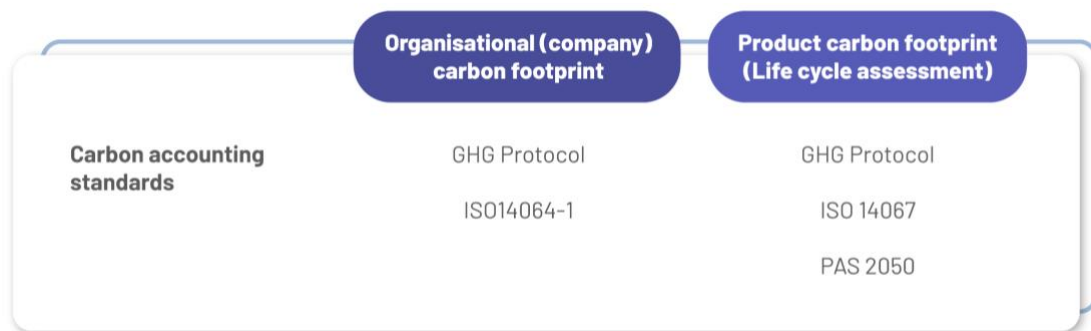 Organisational (company)
carbon footprint
Product carbon footprint
(Life cycle assessment)
Carbon accounting
standards
GHG Protocol
GHG Protocol
ISO14064-1
ISO 14067
PAS 2050